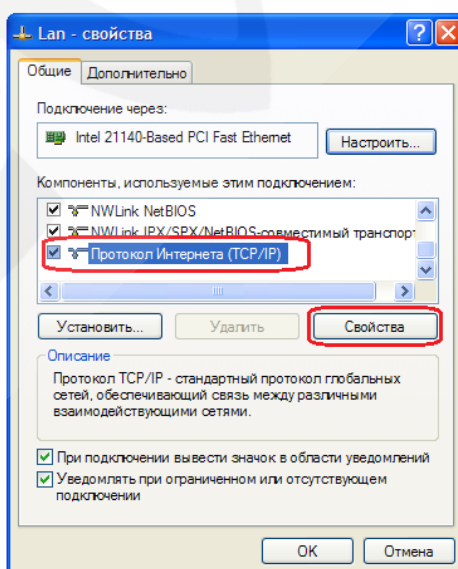 Lan - свойства
Общие
Дополнительно
Подключение через:
Intel 21140-Based PCI Fast Ethernet
Настроить...
Компоненты, используемые этим подключением:
NWLink NetBIOS
NWLink IPX/SPX/NetBIOS-совместимый транспорт
Протокол Интернета (TCP/IP)
Установить...
Удалить
Свойства
Описание
Протокол TCP/IP - стандартный протокол глобальных
сетей, обеспечивающий связь между различными
взаимодействующими сетями.
При подключении вывести значок в области уведомлений
Уведомлять при ограниченном или отсутствующем
подключении
OK
Отмена